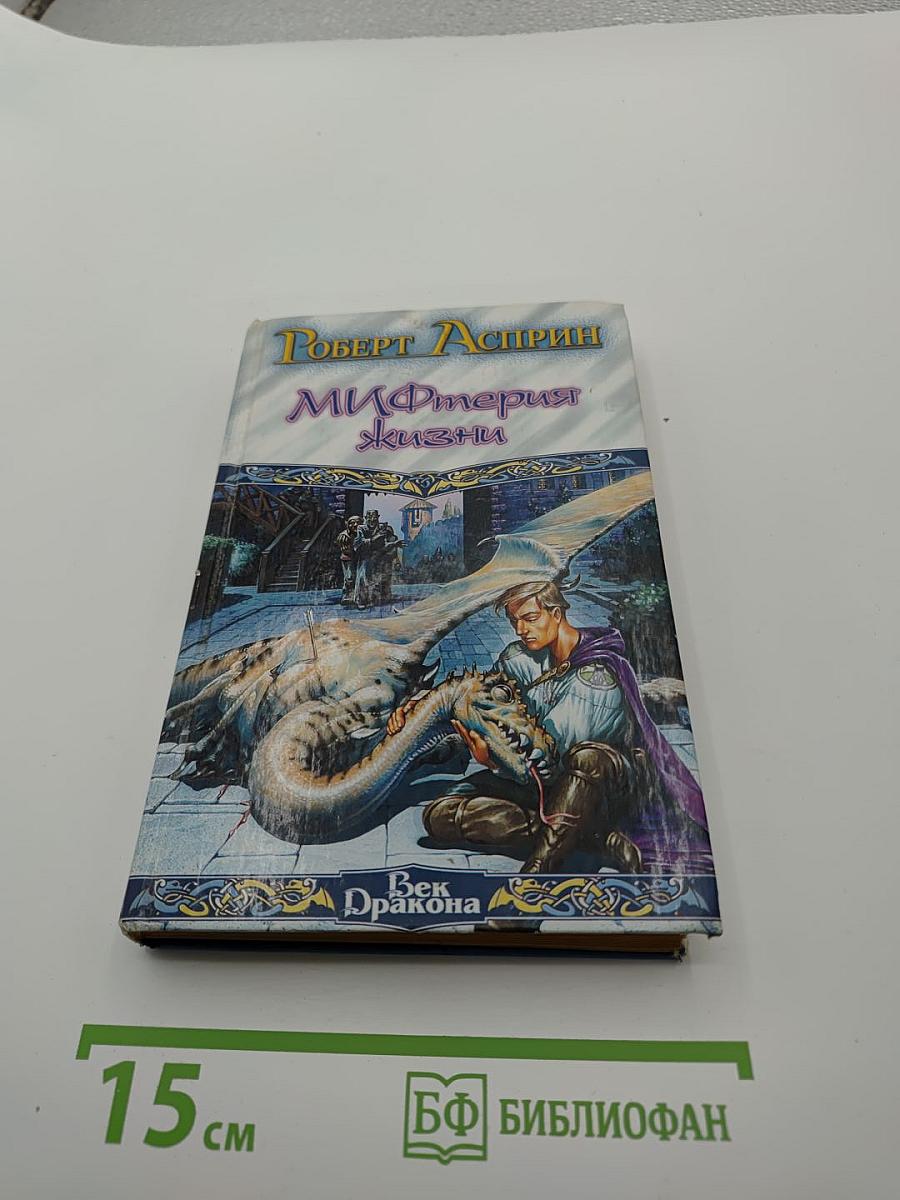 Роберт Асприн
МИФтерия
жизни
Век
Дракона
15 см
БФ БИБЛИОФАН